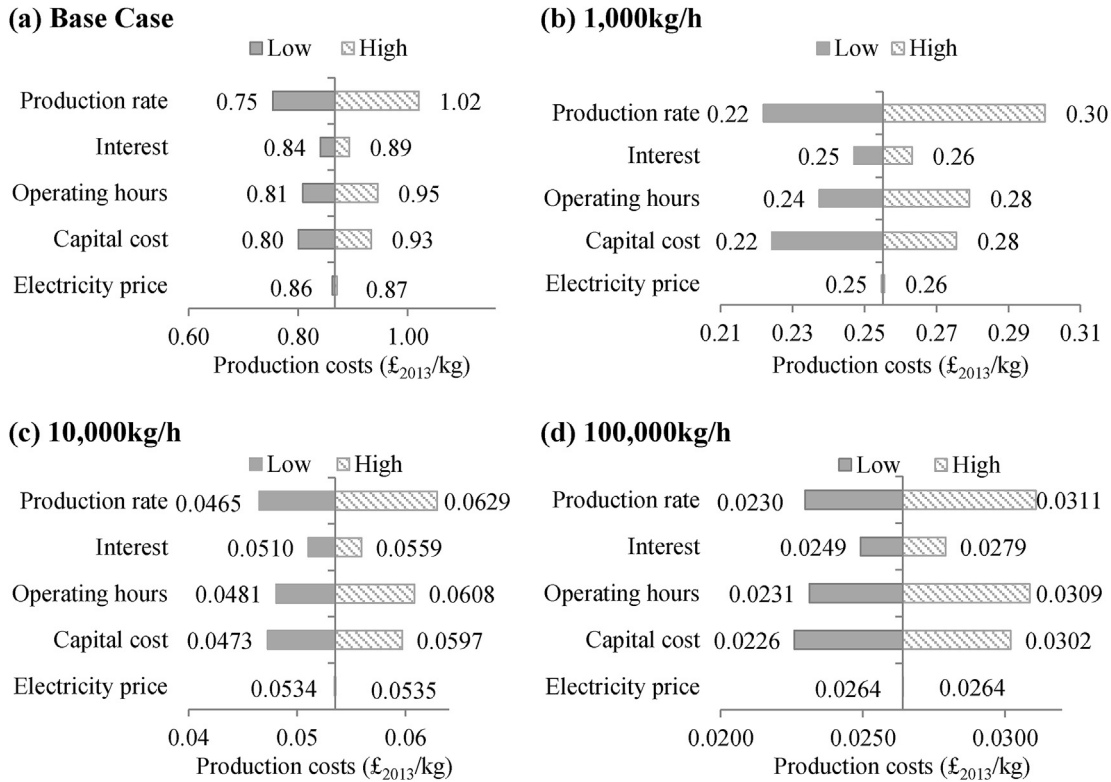 (a) Base Case
Low High
Production rate 0.75 1.02
Interest 0.84 0.89
Operating hours 0.81 0.95
Capital cost 0.80 0.93
Electricity price 0.86 0.87
0.60 0.80 1.00
Production costs (£2013/kg)
(b) 1,000kg/h
Low High
Production rate 0.22 0.30
Interest 0.25 0.26
Operating hours 0.24 0.28
Capital cost 0.22 0.28
Electricity price 0.25 0.26
0.21 0.23 0.25 0.27 0.29 0.31
Production costs (£2013/kg)
(c) 10,000kg/h
Low High
Production rate 0.0465 0.0629
Interest 0.0510 0.0559
Operating hours 0.0481 0.0608
Capital cost 0.0473 0.0597
Electricity price 0.0534 0.0535
0.04 0.05 0.06
Production costs (£2013/kg)
(d) 100,000kg/h
Low High
Production rate 0.0230 0.0311
Interest 0.0249 0.0279
Operating hours 0.0231 0.0309
Capital cost 0.0226 0.0302
Electricity price 0.0264 0.0264
0.0200 0.0250 0.0300
Production costs (£2013/kg)